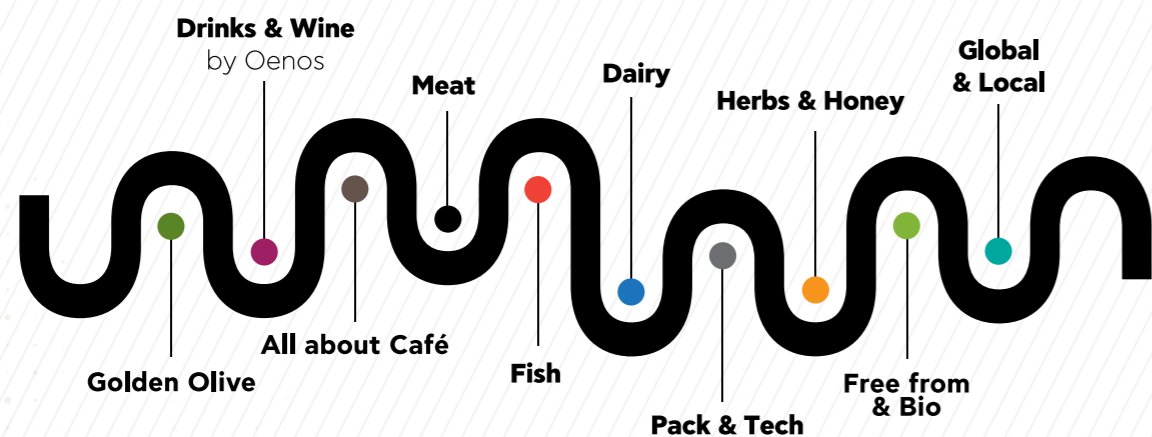 Drinks & Wine
by Oenos
Meat
Dairy
Herbs & Honey
Global
& Local
Golden Olive
All about Café
Fish
Pack & Tech
Free from
& Bio